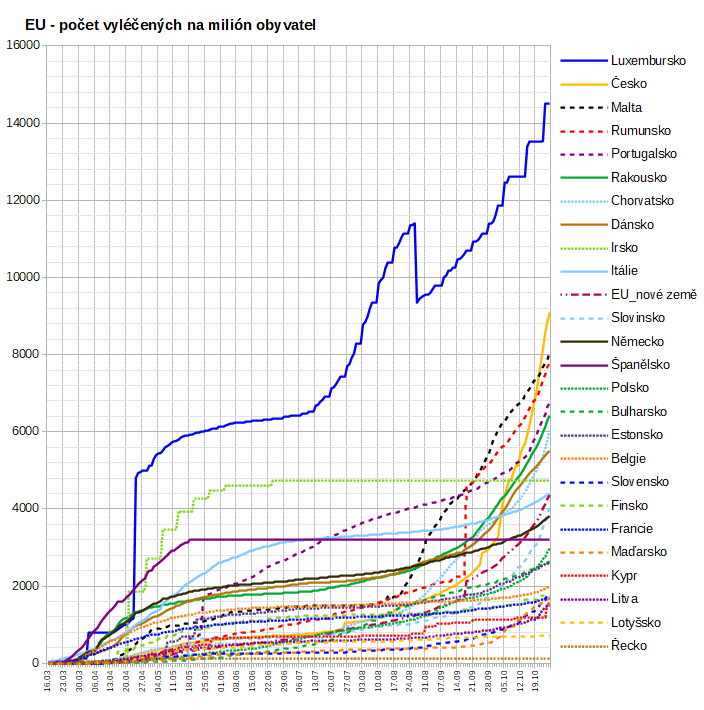 EU - počet vyléčených na milión obyvatel
16000
14000
12000
10000
8000
6000
4000
2000
0
16.03
23.03
30.03
06.04
13.04
20.04
27.04
04.05
11.05
18.05
25.05
01.06
08.06
15.06
22.06
29.06
06.07
13.07
20.07
27.07
03.08
10.08
17.08
24.08
31.08
07.09
14.09
21.09
28.09
05.10
12.10
19.10
Luxembursko
Česko
Malta
Rumunsko
Portugalsko
Rakousko
Chorvatsko
Dánsko
Irsko
Itálie
EU_nové země
Slovinsko
Německo
Španělsko
Polsko
Bulharsko
Estonsko
Belgie
Slovensko
Finsko
Francie
Maďarsko
Kypr
Litva
Lotyšsko
Řecko